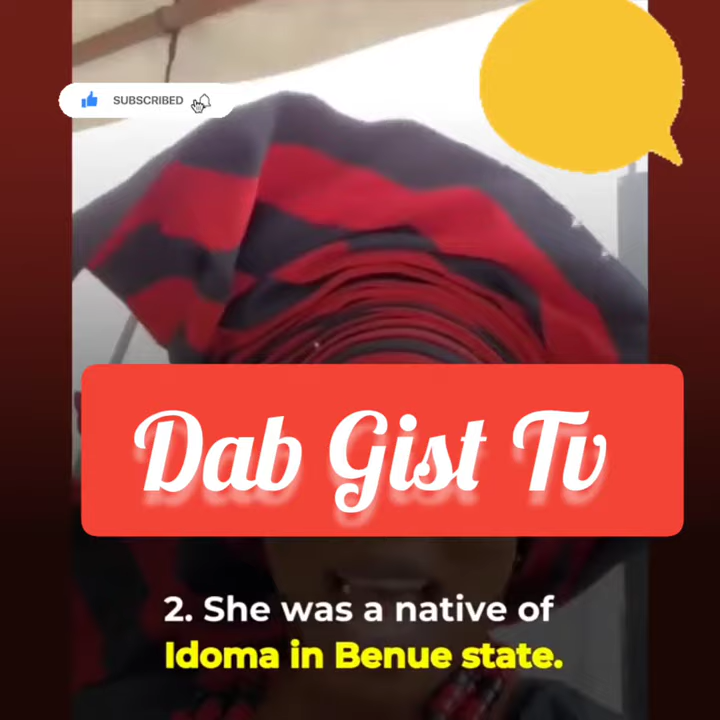 SUBSCRIBED
Dab Gist Tv
2. She was a native of
Idoma in Benue state.